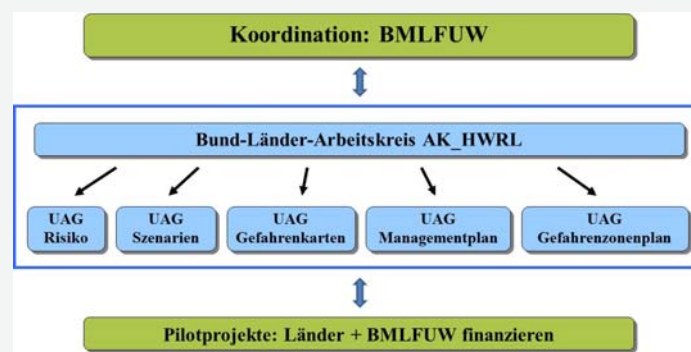 Koordination: BMLFUW
Bund-Länder-Arbeitskreis AK_HWRL
UAG
Risiko
UAG
Szenarien
UAG
Gefahrenkarten
UAG
Managementplan
UAG
Gefahrenzonenplan
Pilotprojekte: Länder + BMLFUW finanzieren